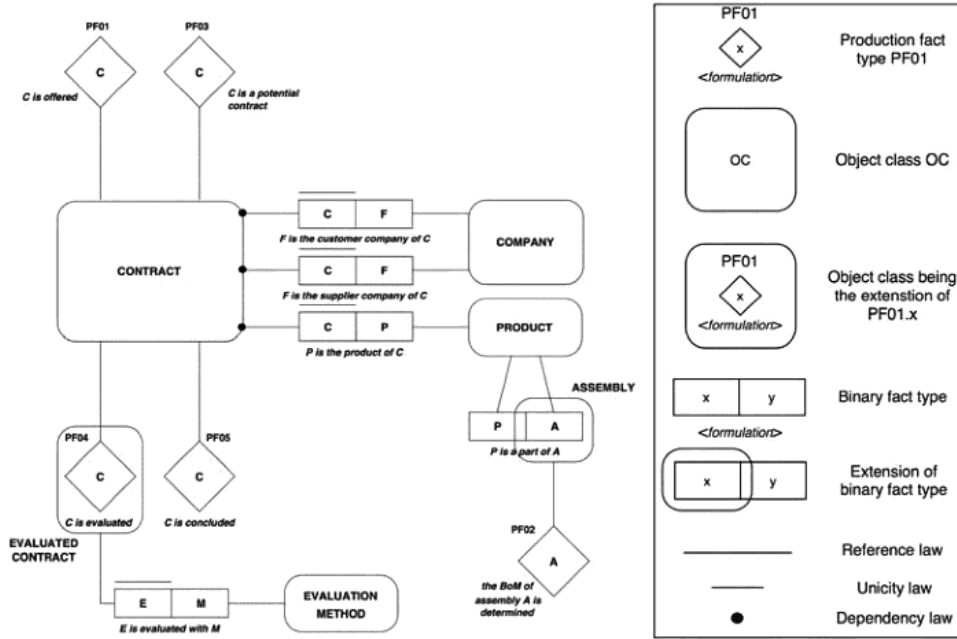 PF01
PF03
C
C
C is offered
C is a potential
contract
C
F
F is the customer company of C
COMPANY
CONTRACT
C
F
F is the supplier company of C
C
P
P is the product of C
PRODUCT
ASSEMBLY
P
A
P is a part of A
PF04
C
C is evaluated
PF05
C
C is concluded
EVALUATED
CONTRACT
PF02
A
the BoM of
assembly A is
determined
E
M
E is evaluated with M
EVALUATION
METHOD
PF01
x
<formulation>
Production fact
type PF01
OC
Object class OC
PF01
x
<formulation>
Object class being
the extenstion of
PF01.x
x
y
<formulation>
Binary fact type
x
y
Extension of
binary fact type
Reference law
Unicity law
Dependency law